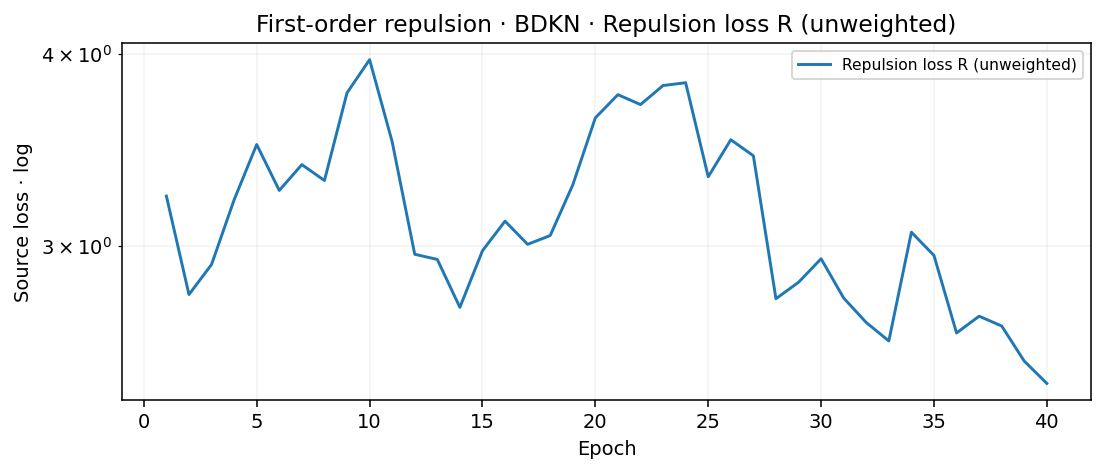 First-order repulsion · BDKN · Repulsion loss R (unweighted)
Repulsion loss R (unweighted)
4 × 10⁰
3 × 10⁰
Source loss · log
0 5 10 15 20 25 30 35 40
Epoch